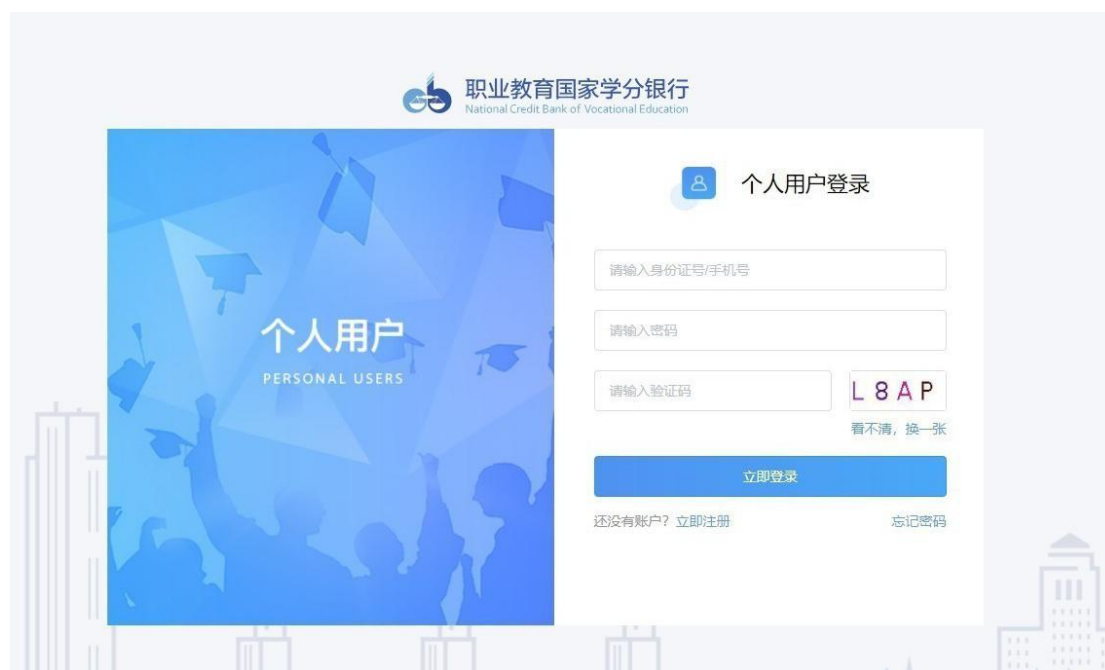 职业教育国家学分银行
National Credit Bank of Vocational Education
个人用户
PERSONAL USERS
个人用户登录
请输入身份证号/手机号
请输入密码
请输入验证码
L8AP
看不清，换一张
立即登录
还没有账户？立即注册
忘记密码